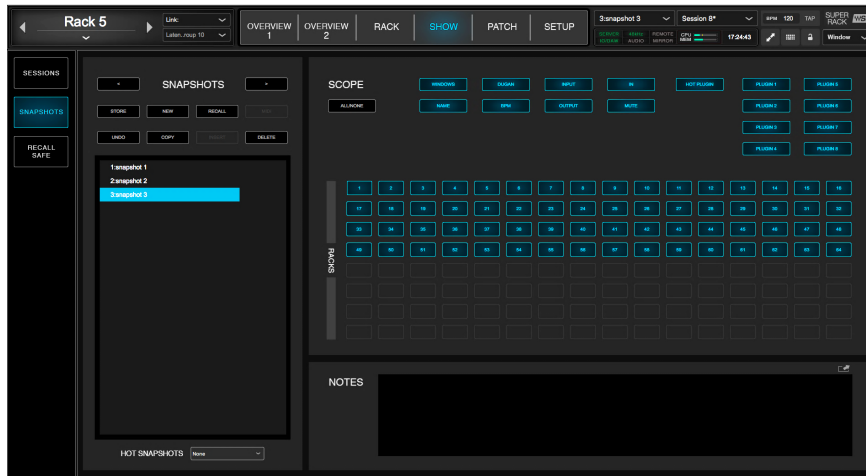 Rack 5
Link:
Laten..roup 10
OVERVIEW 1
OVERVIEW 2
RACK
SHOW
PATCH
SETUP
3:snapshot 3
Session 8*
BPM 120 TAP
SUPER RACK
SERVER 48Hz REMOTE
IO/DAW AUDIO MIRROR
CPU
MEM
17:24:43
Window
SESSIONS
SNAPSHOTS
RECALL SAFE
SNAPSHOTS
STORE NEW RECALL
UNDO COPY DELETE
1:snapshot 1
2:snapshot 2
3:snapshot 3
HOT SNAPSHOTS None
SCOPE
ALL/NONE
WINDOWS DUGAN INPUT IN HOT PLUGIN PLUGIN 1 PLUGIN 5
NAME BPM OUTPUT MUTE PLUGIN 2 PLUGIN 6
PLUGIN 3 PLUGIN 7
PLUGIN 4 PLUGIN 8
RACKS
1 2 3 4 5 6 7 8 9 10 11 12 13 14 15 16
17 18 19 20 21 22 23 24 25 26 27 28 29 30 31 32
33 34 35 36 37 38 39 40 41 42 43 44 45 46 47 48
49 50 51 52 53 54 55 56 57 58 59 60 61 62 63 64
NOTES